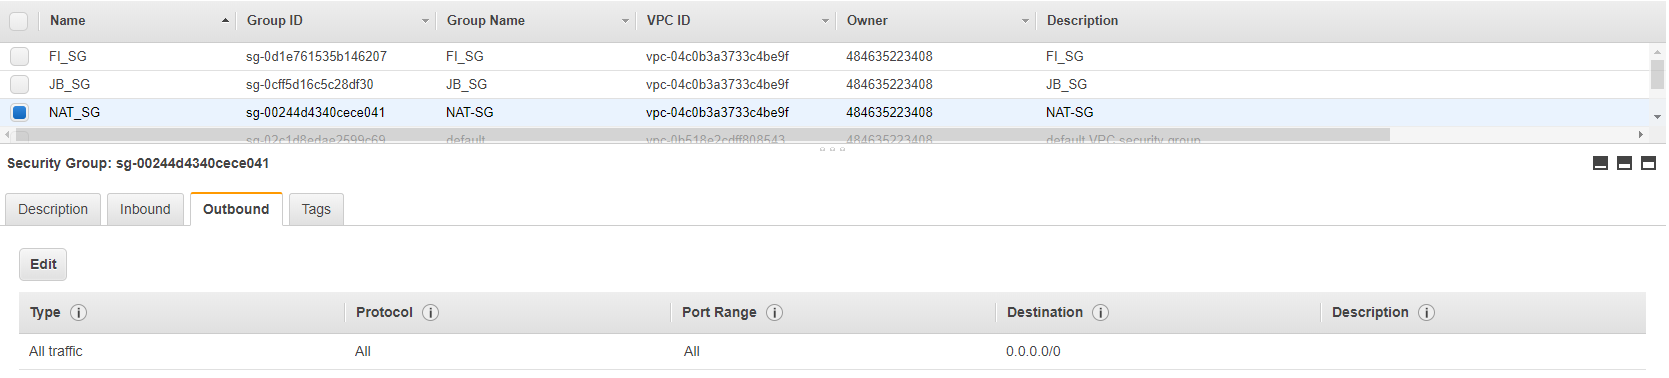 Name Group ID Group Name VPC ID Owner Description
FI_SG sg-0d1e761535b146207 FI_SG vpc-04c0b3a3733c4be9f 484635223408 FI_SG
JB_SG sg-0cff5d16c5c28df30 JB_SG vpc-04c0b3a3733c4be9f 484635223408 JB_SG
NAT_SG sg-00244d4340cece041 NAT-SG vpc-04c0b3a3733c4be9f 484635223408 NAT-SG
sg-02c1d8edae2599c69 default vpc-0b518e2cdff808543 484635223408 default VPC security group
Security Group: sg-00244d4340cece041
Description Inbound Outbound Tags
Edit
Type Protocol Port Range Destination Description
All traffic All All 0.0.0.0/0